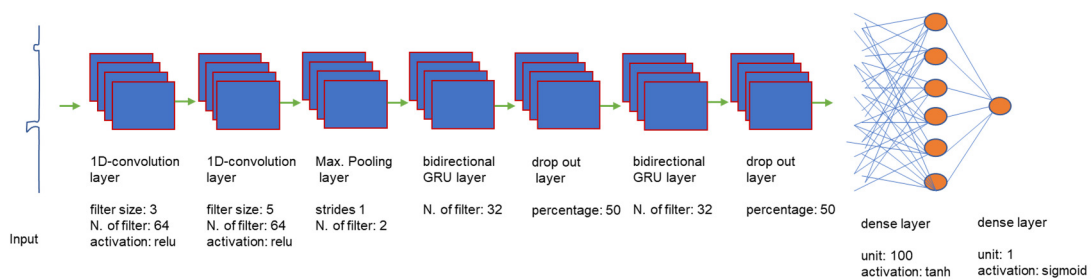 Input
1D-convolution
layer
filter size: 3
N. of filter: 64
activation: relu
1D-convolution
layer
filter size: 5
N. of filter: 64
activation: relu
Max. Pooling
layer
strides 1
N. of filter: 2
bidirectional
GRU layer
N. of filter: 32
drop out
layer
percentage: 50
bidirectional
GRU layer
N. of filter: 32
drop out
layer
percentage: 50
dense layer
unit: 100
activation: tanh
dense layer
unit: 1
activation: sigmoid